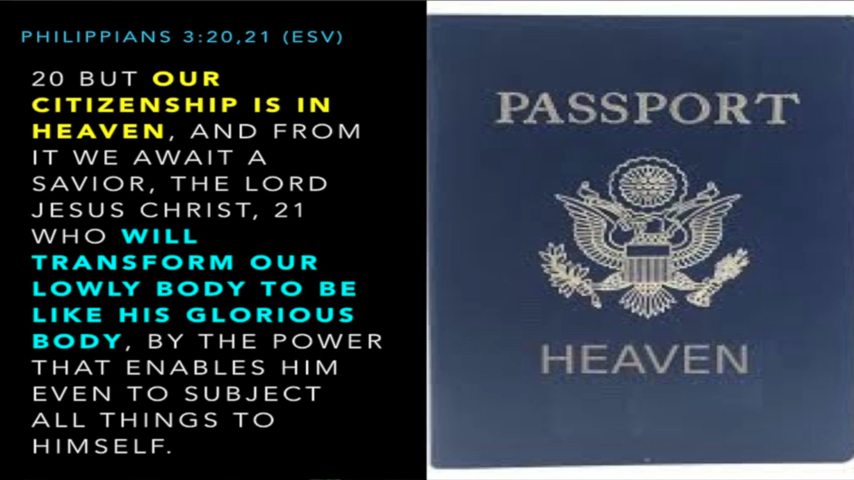 PHILIPPIANS 3:20,21 (ESV)
20 BUT OUR
CITIZENSHIP IS IN
HEAVEN, AND FROM
IT WE AWAIT A
SAVIOR, THE LORD
JESUS CHRIST, 21
WHO WILL
TRANSFORM OUR
LOWLY BODY TO BE
LIKE HIS GLORIOUS
BODY, BY THE POWER
THAT ENABLES HIM
EVEN TO SUBJECT
ALL THINGS TO
HIMSELF.
PASSPORT
HEAVEN